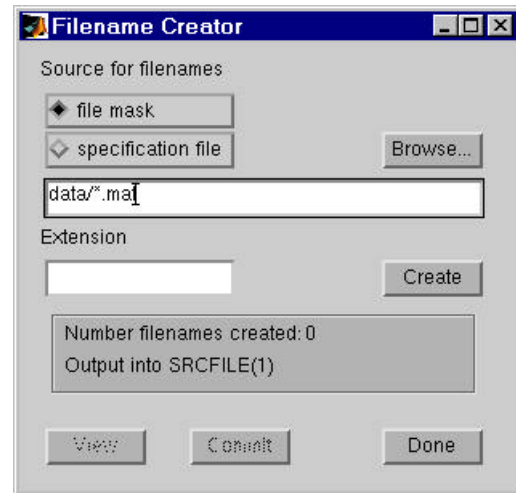 Filename Creator
Source for filenames
file mask
specification file
Browse...
data/*.mat
Extension
Create
Number filenames created: 0
Output into SRCFILE(1)
View
Commit
Done